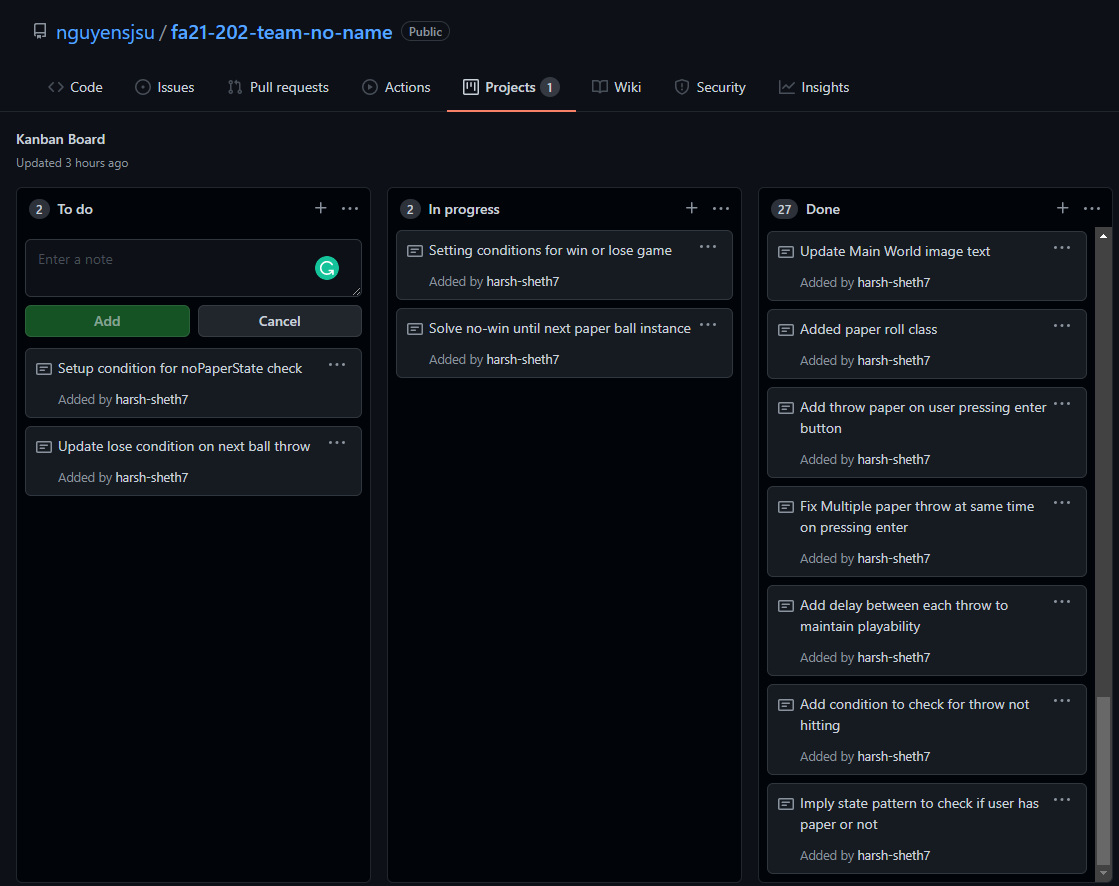 nguyensjsu / fa21-202-team-no-name Public
Code Issues Pull requests Actions Projects 1 Wiki Security Insights
Kanban Board
Updated 3 hours ago
2 To do
Enter a note
Add Cancel
Setup condition for noPaperState check
Added by harsh-sheth7
Update lose condition on next ball throw
Added by harsh-sheth7
2 In progress
Setting conditions for win or lose game
Added by harsh-sheth7
Solve no-win until next paper ball instance
Added by harsh-sheth7
27 Done
Update Main World image text
Added by harsh-sheth7
Added paper roll class
Added by harsh-sheth7
Add throw paper on user pressing enter
button
Added by harsh-sheth7
Fix Multiple paper throw at same time
on pressing enter
Added by harsh-sheth7
Add delay between each throw to
maintain playability
Added by harsh-sheth7
Add condition to check for throw not
hitting
Added by harsh-sheth7
Imply state pattern to check if user has
paper or not
Added by harsh-sheth7